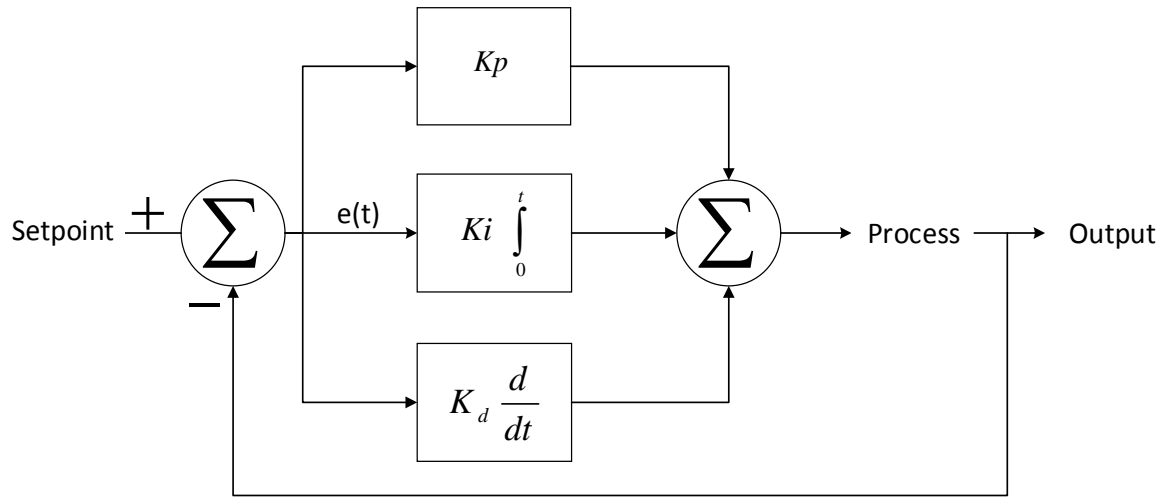 Kp
Setpoint + Σ e(t) Ki ∫ t 0 Σ Process Output
−
K d d/dt